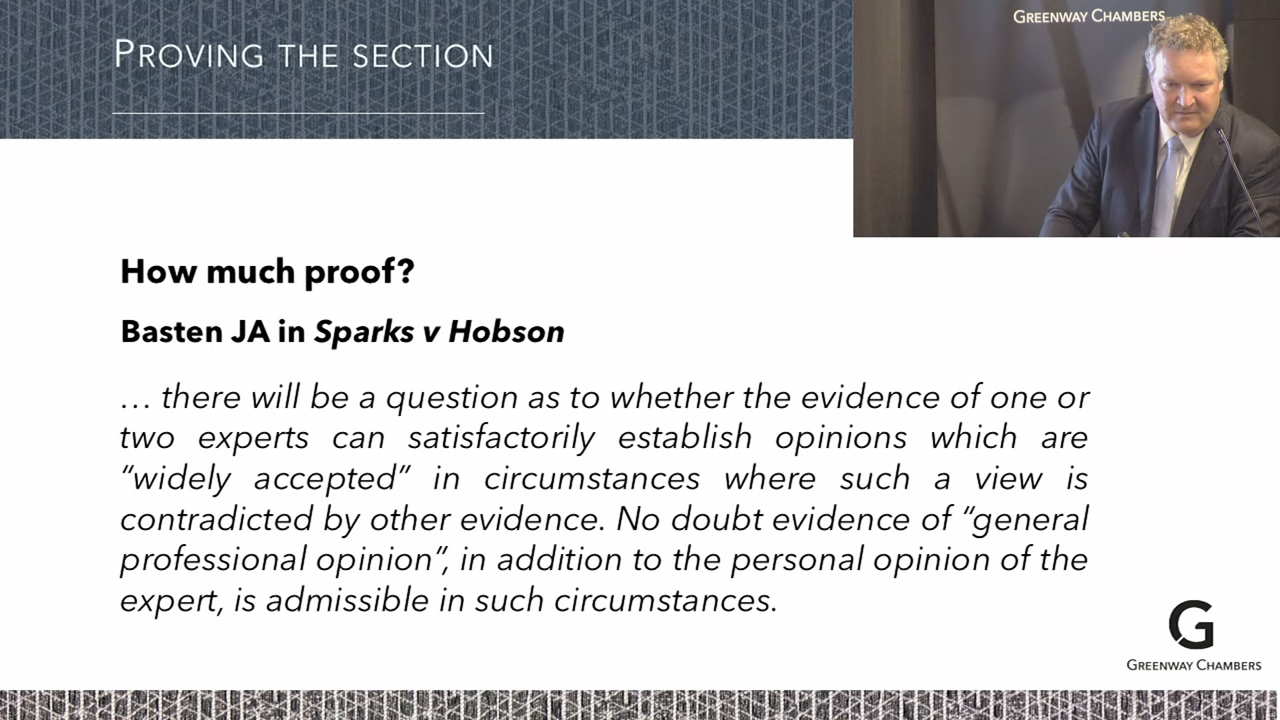 PROVING THE SECTION
GREENWAY CHAMBERS
How much proof?
Basten JA in Sparks v Hobson
… there will be a question as to whether the evidence of one or
two experts can satisfactorily establish opinions which are
“widely accepted” in circumstances where such a view is
contradicted by other evidence. No doubt evidence of “general
professional opinion”, in addition to the personal opinion of the
expert, is admissible in such circumstances.
G
GREENWAY CHAMBERS